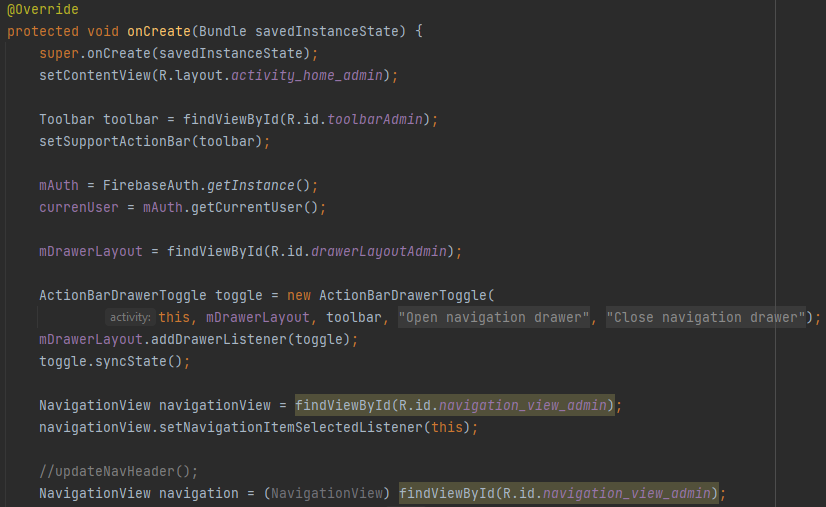 @Override
protected void onCreate(Bundle savedInstanceState) {
super.onCreate(savedInstanceState);
setContentView(R.layout.activity_home_admin);
Toolbar toolbar = findViewById(R.id.toolbarAdmin);
setSupportActionBar(toolbar);
mAuth = FirebaseAuth.getInstance();
currenUser = mAuth.getCurrentUser();
mDrawerLayout = findViewById(R.id.drawerLayoutAdmin);
ActionBarDrawerToggle toggle = new ActionBarDrawerToggle(
activity: this, mDrawerLayout, toolbar, "Open navigation drawer", "Close navigation drawer");
mDrawerLayout.addDrawerListener(toggle);
toggle.syncState();
NavigationView navigationView = findViewById(R.id.navigation_view_admin);
navigationView.setNavigationItemSelectedListener(this);
//updateNavHeader();
NavigationView navigation = (NavigationView) findViewById(R.id.navigation_view_admin);